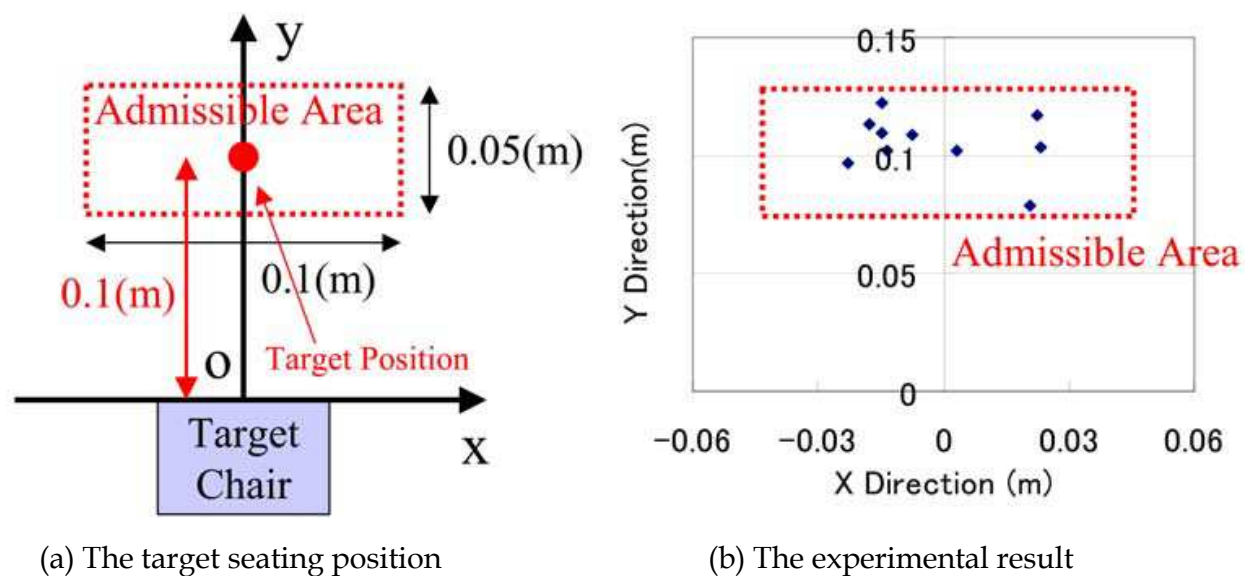 y
Admissible Area
0.05(m)
0.1(m)
0.1(m)
O
Target Position
x
Target
Chair
(a) The target seating position
0.15
0.1
0.05
0
Y Direction(m)
Admissible Area
-0.06 -0.03 0 0.03 0.06
X Direction (m)
(b) The experimental result